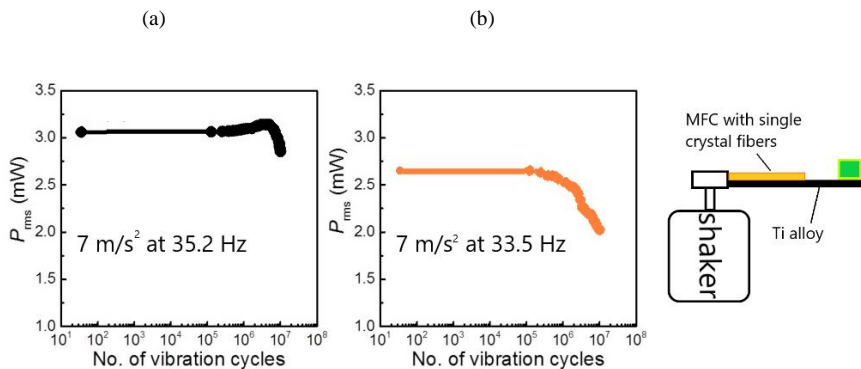 (a)
(b)
3.5
3.0
2.5
2.0
1.5
1.0
P_rms (mW)
7 m/s² at 35.2 Hz
10¹ 10² 10³ 10⁴ 10⁵ 10⁶ 10⁷ 10⁸
No. of vibration cycles
3.5
3.0
2.5
2.0
1.5
1.0
P_rms (mW)
7 m/s² at 33.5 Hz
10¹ 10² 10³ 10⁴ 10⁵ 10⁶ 10⁷ 10⁸
No. of vibration cycles
MFC with single
crystal fibers
Ti alloy
shaker